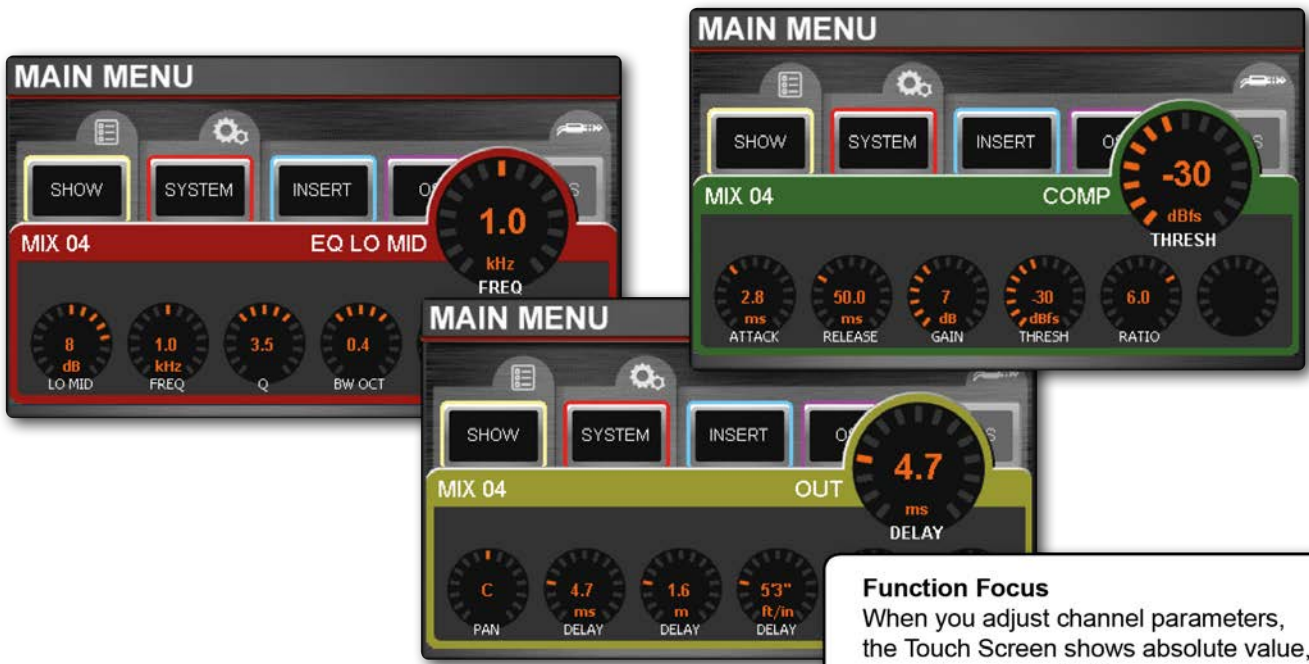 MAIN MENU
SHOW SYSTEM INSERT
MIX 04 EQ LO MID
1.0
kHz
FREQ
8 1.0 3.5 0.4
dB kHz
LO MID FREQ Q BW OCT
MAIN MENU
SHOW SYSTEM INSERT
MIX 04 COMP
-30
dBfs
THRESH
2.8 50.0 7 -30 6.0
ms ms dB dBfs
ATTACK RELEASE GAIN THRESH RATIO
MAIN MENU
SHOW SYSTEM INSERT
MIX 04 OUT
4.7
ms
DELAY
C 4.7 1.6 5'3"
ms m ft/in
PAN DELAY DELAY DELAY
Function Focus
When you adjust channel parameters,
the Touch Screen shows absolute value,